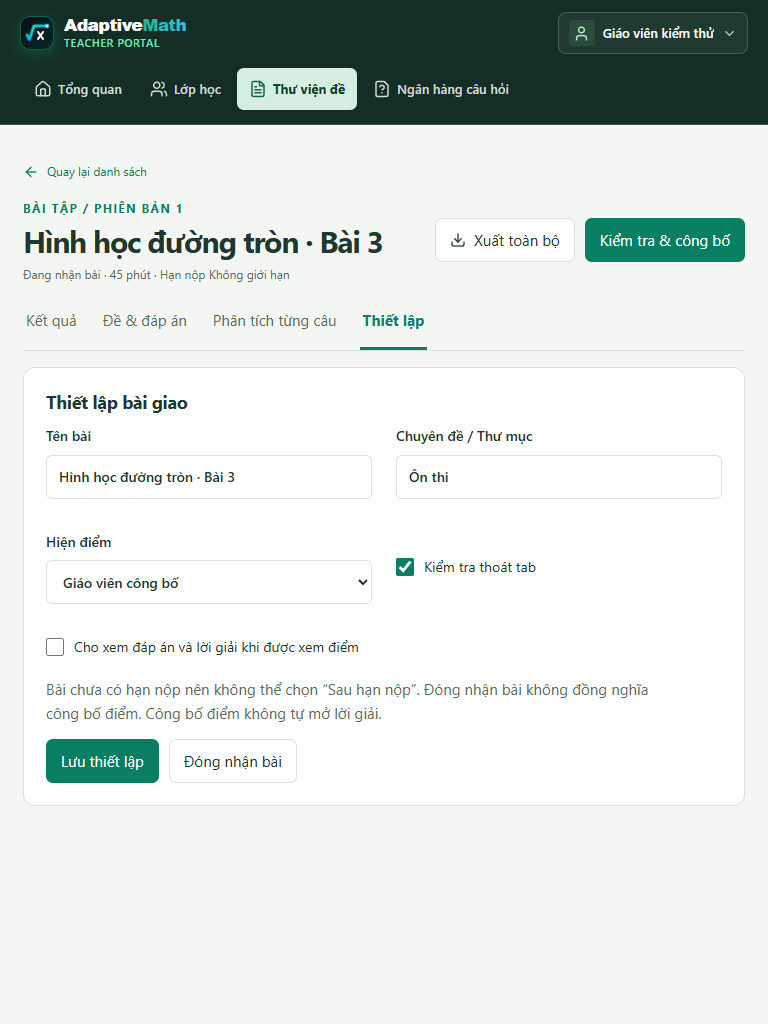 AdaptiveMath
TEACHER PORTAL
Giáo viên kiểm thử
Tổng quan
Lớp học
Thư viện đề
Ngân hàng câu hỏi
Quay lại danh sách
BÀI TẬP / PHIÊN BẢN 1
Hình học đường tròn · Bài 3
Đang nhận bài · 45 phút · Hạn nộp Không giới hạn
Xuất toàn bộ
Kiểm tra & công bố
Kết quả
Đề & đáp án
Phân tích từng câu
Thiết lập
Thiết lập bài giao
Tên bài
Chuyên đề / Thư mục
Hình học đường tròn · Bài 3
Ôn thi
Hiện điểm
Giáo viên công bố
Kiểm tra thoát tab
Cho xem đáp án và lời giải khi được xem điểm
Bài chưa có hạn nộp nên không thể chọn “Sau hạn nộp”. Đóng nhận bài không đồng nghĩa
công bố điểm. Công bố điểm không tự mở lời giải.
Lưu thiết lập
Đóng nhận bài